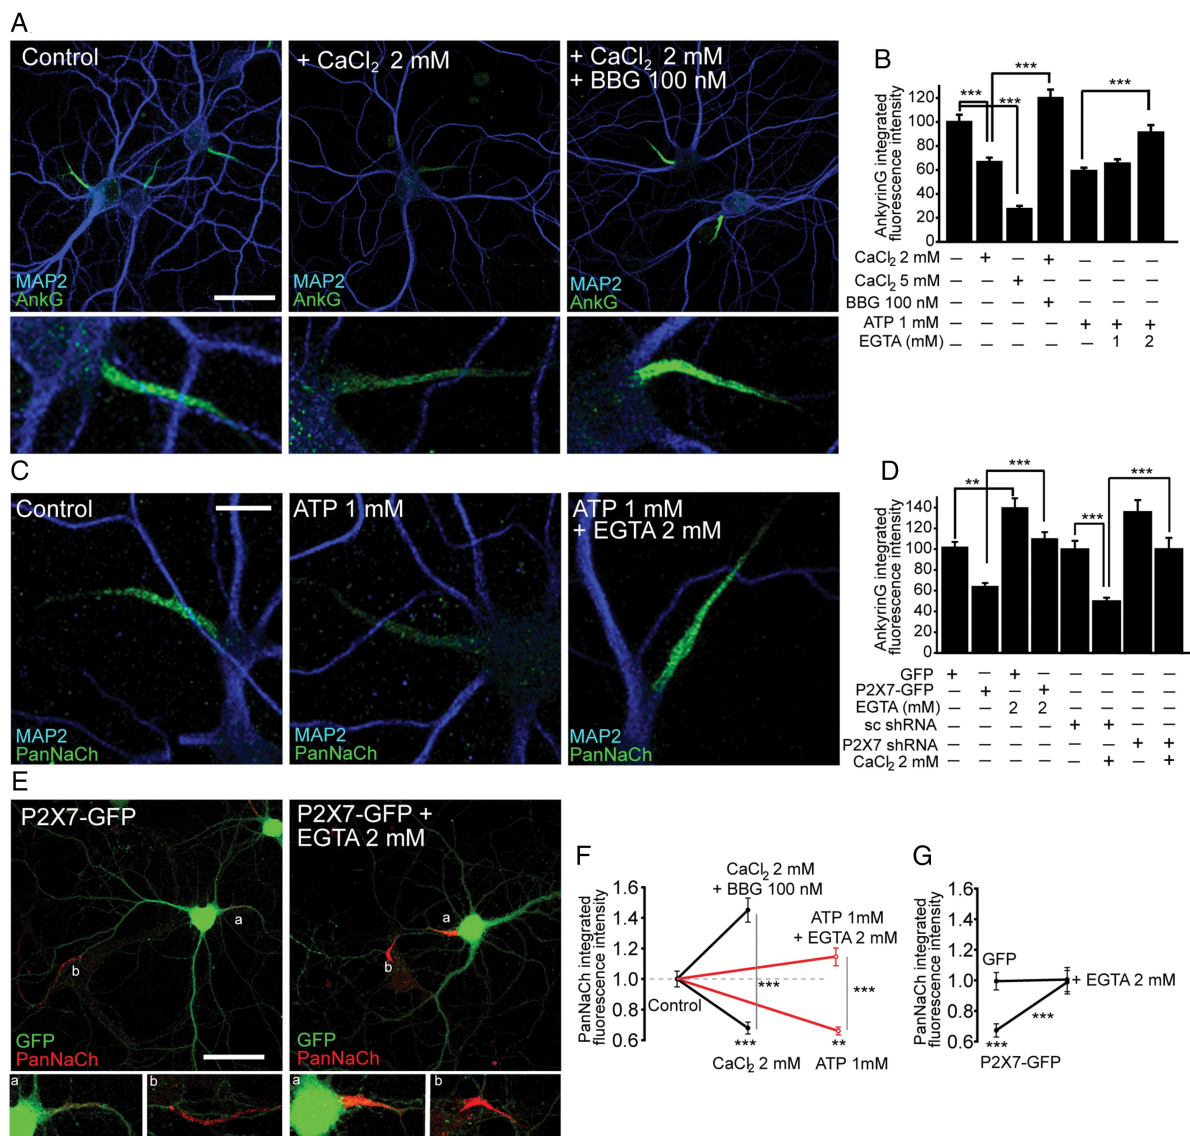 A
Control
+ CaCl₂ 2 mM
+ CaCl₂ 2 mM
+ BBG 100 nM
MAP2
AnkG
MAP2
AnkG
MAP2
AnkG
B
AnkyrinG integrated
fluorescence intensity
120
100
80
60
40
20
0
***
***
***
***
CaCl₂ 2 mM − + − + − − −
CaCl₂ 5 mM − − + − − − −
BBG 100 nM − − − + − − −
ATP 1 mM − − − − + + +
EGTA (mM) − − − − − 1 2
C
Control
ATP 1 mM
ATP 1 mM
+ EGTA 2 mM
MAP2
PanNaCh
MAP2
PanNaCh
MAP2
PanNaCh
D
AnkyrinG integrated
fluorescence intensity
140
120
100
80
60
40
20
0
**
***
***
***
GFP + − + − − − − −
P2X7-GFP − + − + − − − −
EGTA (mM) − − 2 2 − − − −
sc shRNA − − − − + + − −
P2X7 shRNA − − − − − − + +
CaCl₂ 2 mM − − − − − + − +
E
P2X7-GFP
P2X7-GFP +
EGTA 2 mM
a
b
a
b
GFP
PanNaCh
GFP
PanNaCh
a
b
a
b
F
PanNaCh integrated
fluorescence intensity
1.6
1.4
1.2
1.0
0.8
0.6
CaCl₂ 2 mM
+ BBG 100 nM
ATP 1mM
+ EGTA 2 mM
Control
***
***
***
**
CaCl₂ 2 mM
ATP 1mM
G
PanNaCh integrated
fluorescence intensity
1.6
1.4
1.2
1.0
0.8
0.6
GFP
+ EGTA 2 mM
***
***
P2X7-GFP